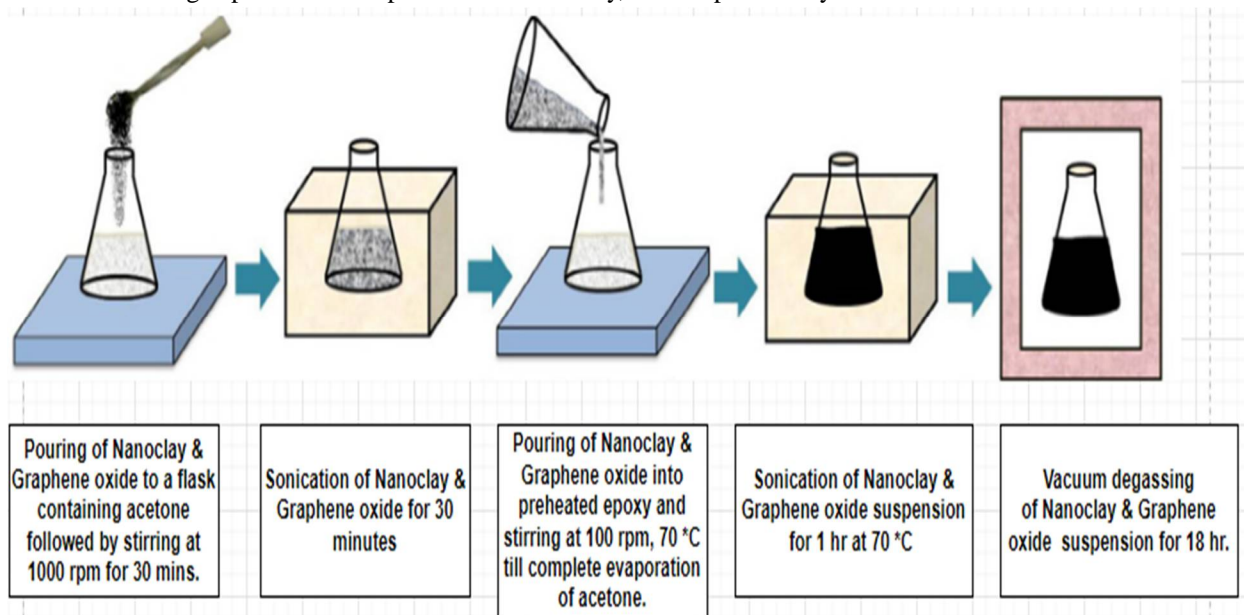 Pouring of Nanoclay &
Graphene oxide to a flask
containing acetone
followed by stirring at
1000 rpm for 30 mins.
Sonication of Nanoclay &
Graphene oxide for 30
minutes
Pouring of Nanoclay &
Graphene oxide into
preheated epoxy and
stirring at 100 rpm, 70 *C
till complete evaporation
of acetone.
Sonication of Nanoclay &
Graphene oxide suspension
for 1 hr at 70 *C
Vacuum degassing
of Nanoclay & Graphene
oxide suspension for 18 hr.